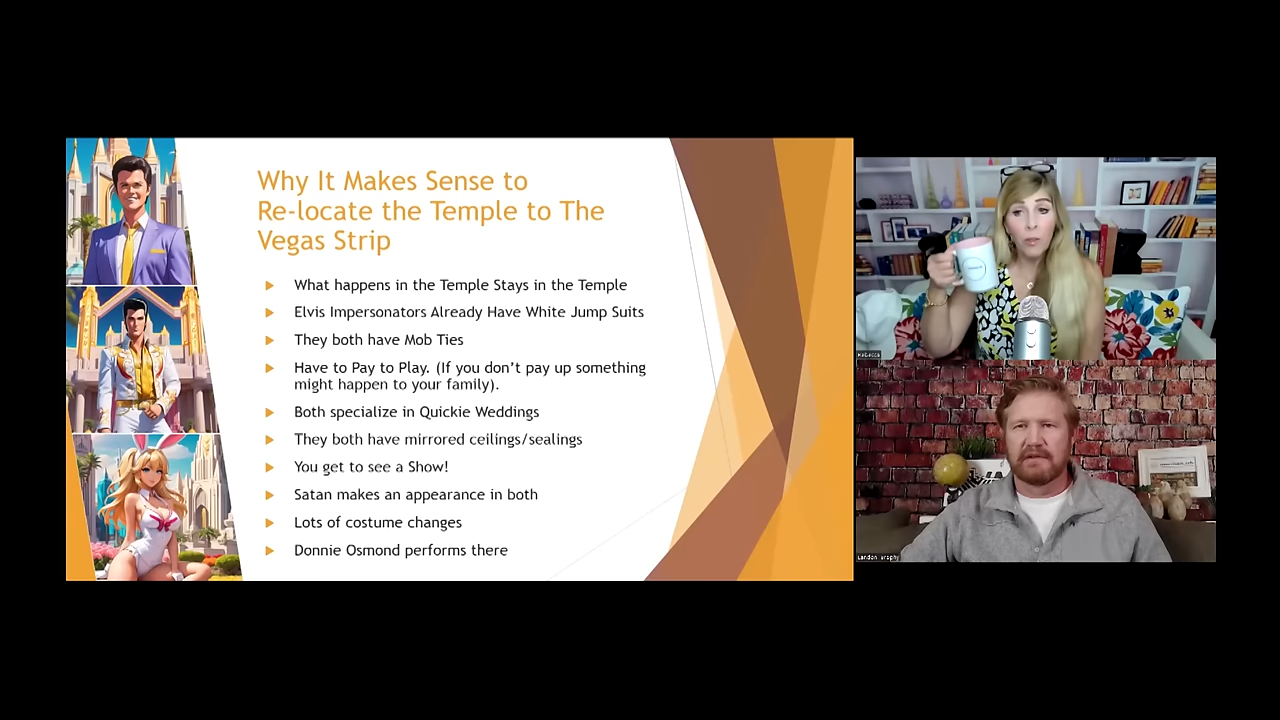 Why It Makes Sense to
Re-locate the Temple to The
Vegas Strip
What happens in the Temple Stays in the Temple
Elvis Impersonators Already Have White Jump Suits
They both have Mob Ties
Have to Pay to Play. (If you don't pay up something
might happen to your family).
Both specialize in Quickie Weddings
They both have mirrored ceilings/sealings
You get to see a Show!
Satan makes an appearance in both
Lots of costume changes
Donnie Osmond performs there
Rebecca
Landon Brophy